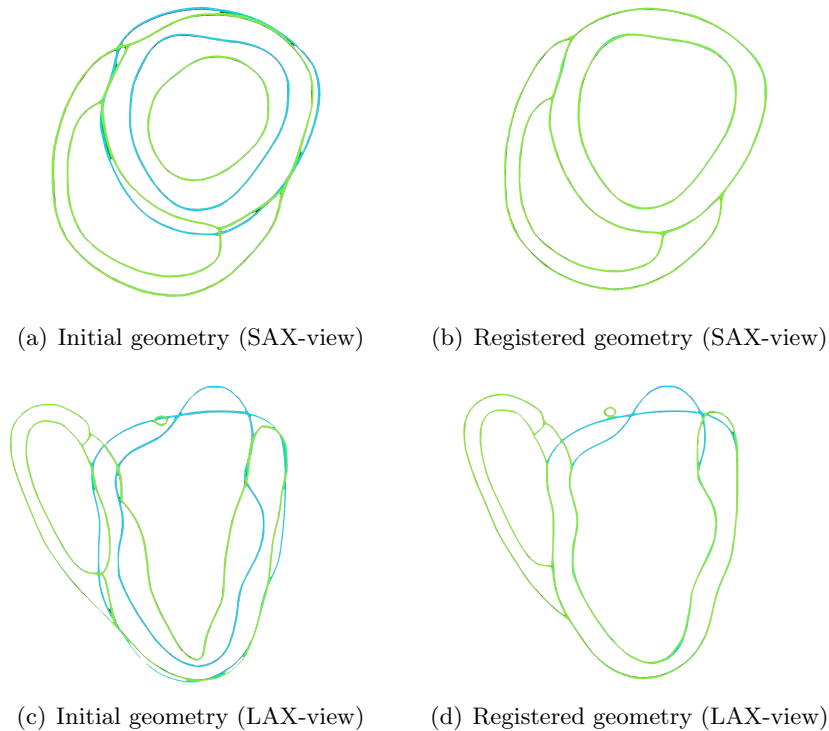 (a) Initial geometry (SAX-view)
(b) Registered geometry (SAX-view)
(c) Initial geometry (LAX-view)
(d) Registered geometry (LAX-view)